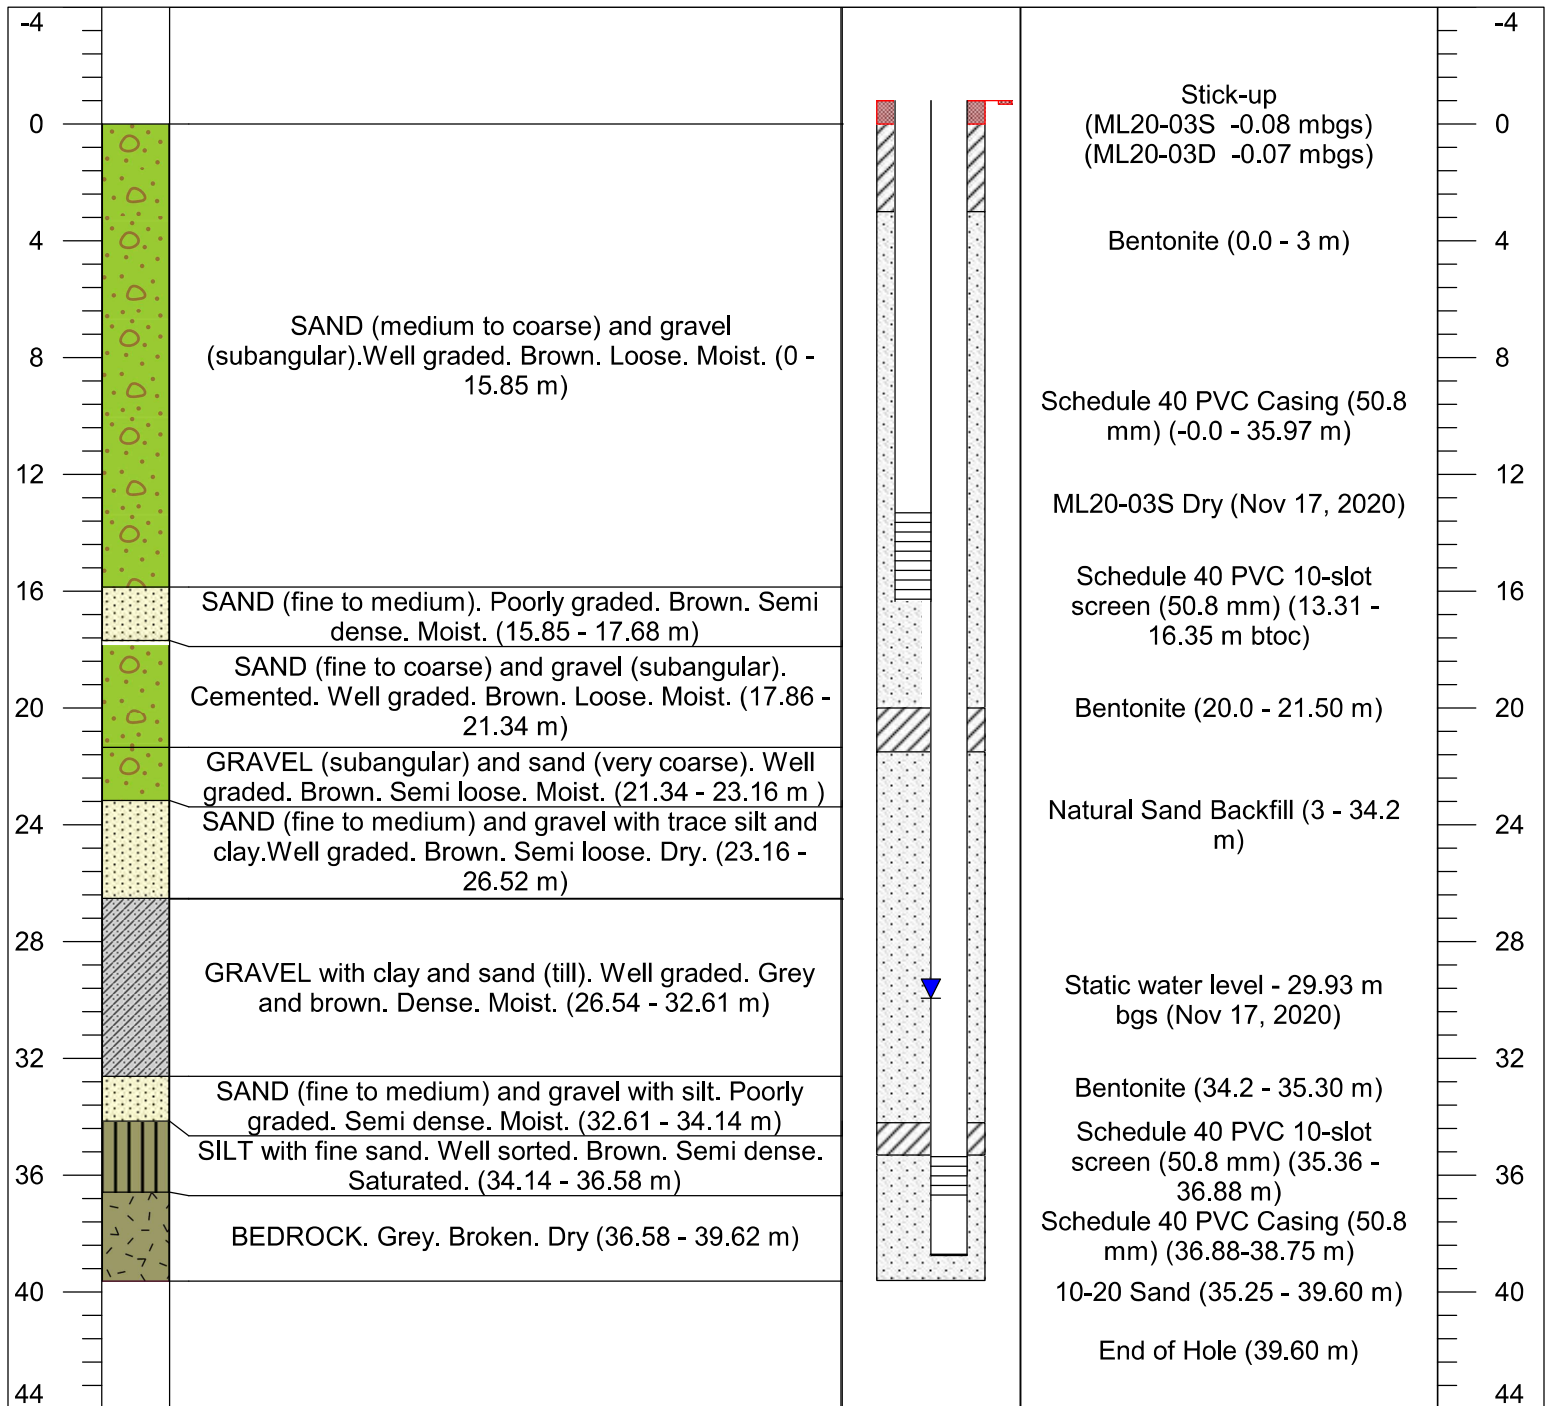 -4
0
4
8
12
16
20
24
28
32
36
40
44
SAND (medium to coarse) and gravel
(subangular).Well graded. Brown. Loose. Moist. (0 -
15.85 m)
SAND (fine to medium). Poorly graded. Brown. Semi
dense. Moist. (15.85 - 17.68 m)
SAND (fine to coarse) and gravel (subangular).
Cemented. Well graded. Brown. Loose. Moist. (17.86 -
21.34 m)
GRAVEL (subangular) and sand (very coarse). Well
graded. Brown. Semi loose. Moist. (21.34 - 23.16 m )
SAND (fine to medium) and gravel with trace silt and
clay.Well graded. Brown. Semi loose. Dry. (23.16 -
26.52 m)
GRAVEL with clay and sand (till). Well graded. Grey
and brown. Dense. Moist. (26.54 - 32.61 m)
SAND (fine to medium) and gravel with silt. Poorly
graded. Semi dense. Moist. (32.61 - 34.14 m)
SILT with fine sand. Well sorted. Brown. Semi dense.
Saturated. (34.14 - 36.58 m)
BEDROCK. Grey. Broken. Dry (36.58 - 39.62 m)
Stick-up
(ML20-03S -0.08 mbgs)
(ML20-03D -0.07 mbgs)
Bentonite (0.0 - 3 m)
Schedule 40 PVC Casing (50.8
mm) (-0.0 - 35.97 m)
ML20-03S Dry (Nov 17, 2020)
Schedule 40 PVC 10-slot
screen (50.8 mm) (13.31 -
16.35 m btoc)
Bentonite (20.0 - 21.50 m)
Natural Sand Backfill (3 - 34.2
m)
Static water level - 29.93 m
bgs (Nov 17, 2020)
Bentonite (34.2 - 35.30 m)
Schedule 40 PVC 10-slot
screen (50.8 mm) (35.36 -
36.88 m)
Schedule 40 PVC Casing (50.8
mm) (36.88-38.75 m)
10-20 Sand (35.25 - 39.60 m)
End of Hole (39.60 m)
-4
0
4
8
12
16
20
24
28
32
36
40
44